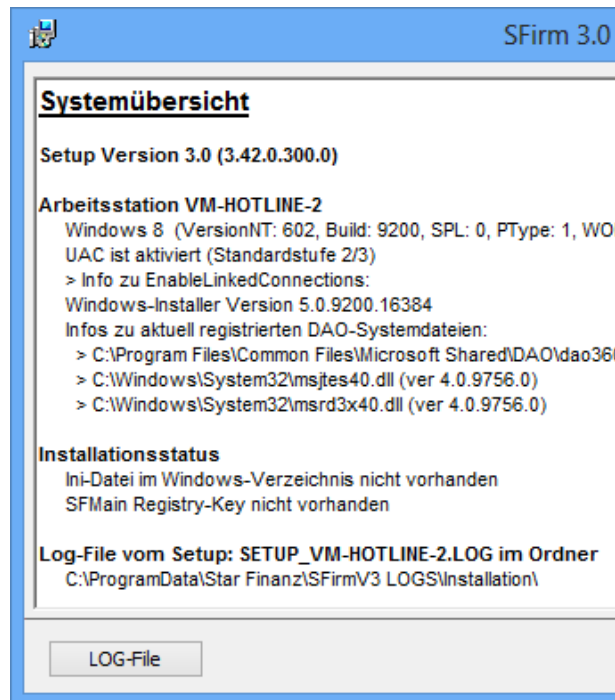 SFirm 3.0
Systemübersicht
Setup Version 3.0 (3.42.0.300.0)
Arbeitsstation VM-HOTLINE-2
Windows 8 (VersionNT: 602, Build: 9200, SPL: 0, PType: 1, WO
UAC ist aktiviert (Standardstufe 2/3)
> Info zu EnableLinkedConnections:
Windows-Installer Version 5.0.9200.16384
Infos zu aktuell registrierten DAO-Systemdateien:
> C:\Program Files\Common Files\Microsoft Shared\DAO\dao360
> C:\Windows\System32\msjtes40.dll (ver 4.0.9756.0)
> C:\Windows\System32\msrd3x40.dll (ver 4.0.9756.0)
Installationsstatus
Ini-Datei im Windows-Verzeichnis nicht vorhanden
SFMain Registry-Key nicht vorhanden
Log-File vom Setup: SETUP_VM-HOTLINE-2.LOG im Ordner
C:\ProgramData\Star Finanz\SFirmV3 LOGS\Installation\
LOG-File